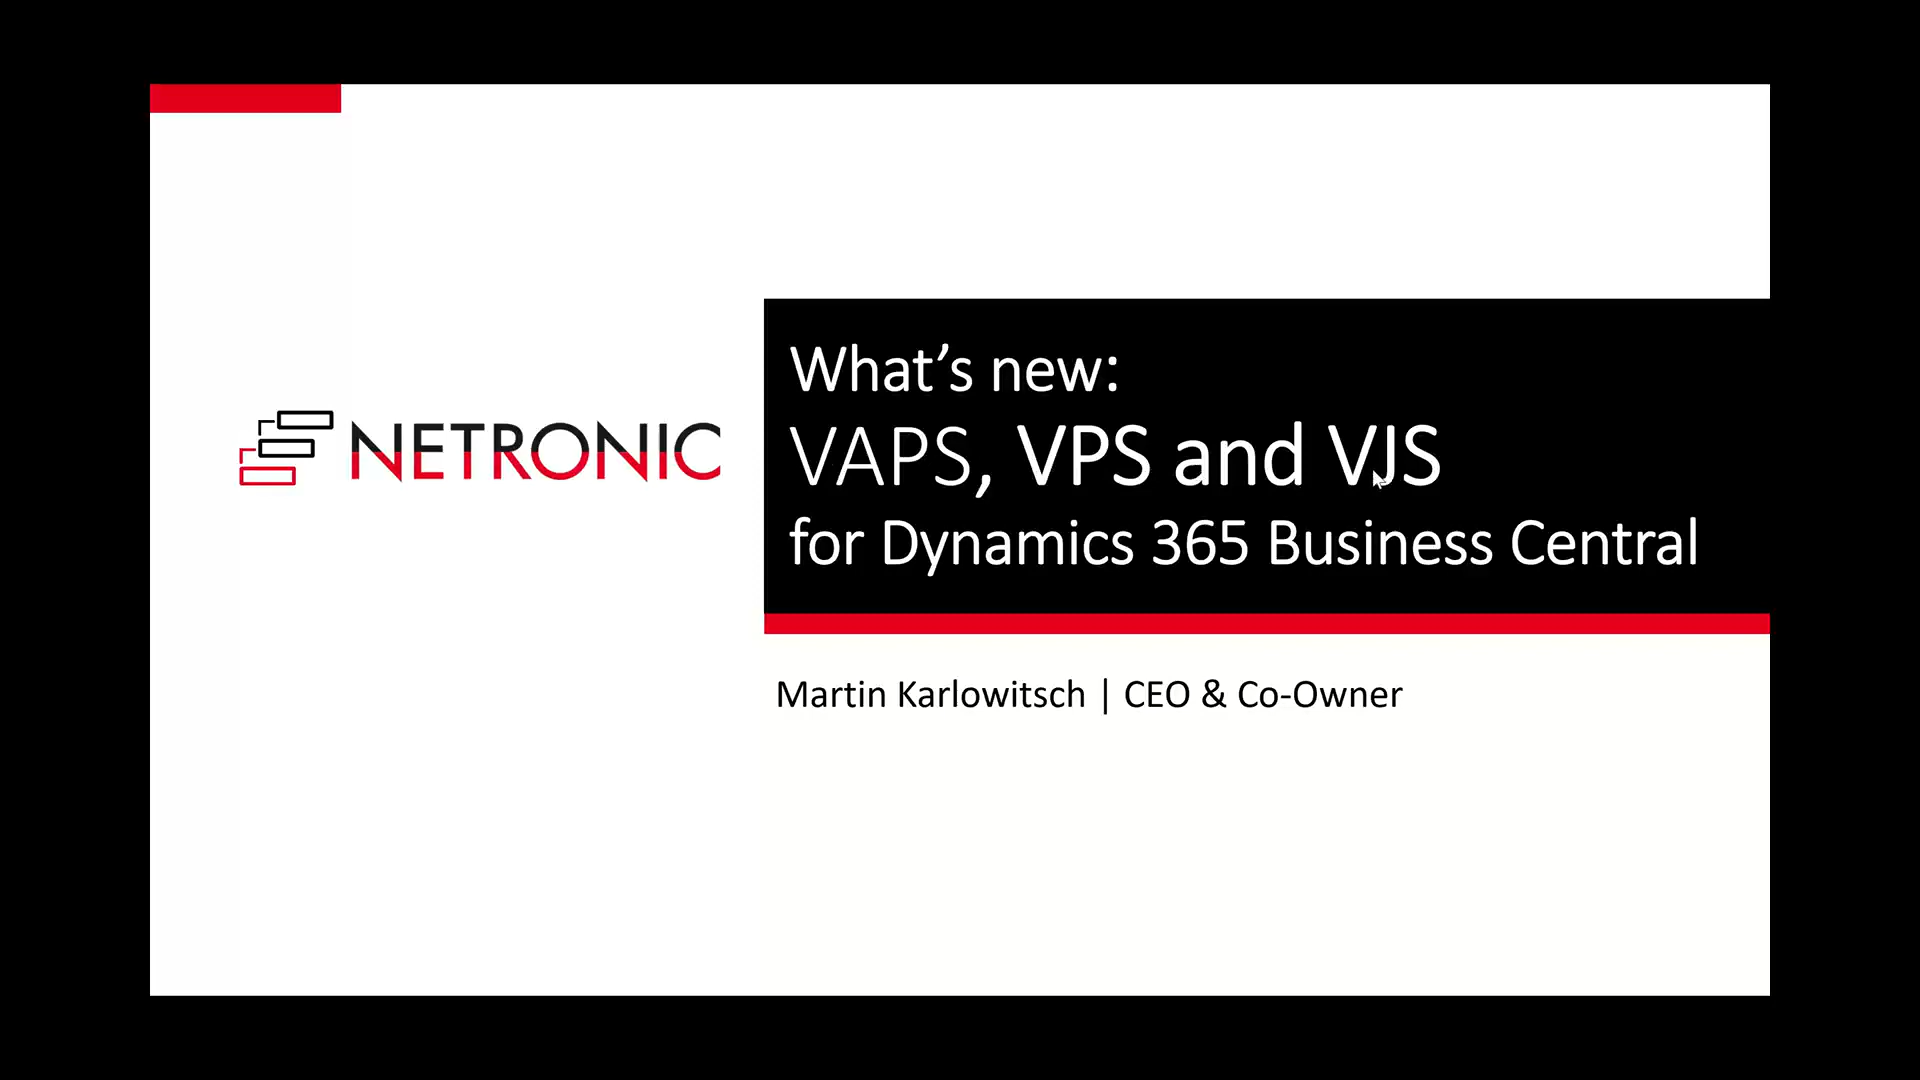 NETRONIC
What’s new:
VAPS, VPS and VJS
for Dynamics 365 Business Central
Martin Karlowitsch | CEO & Co-Owner